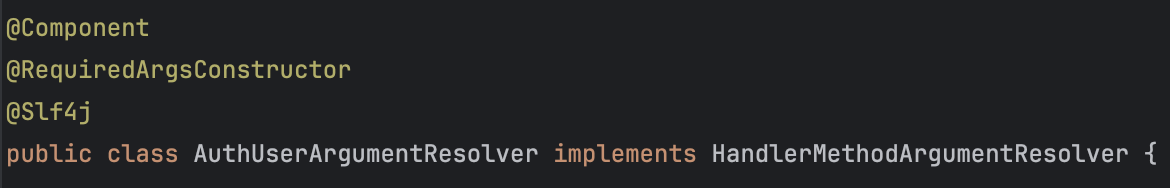 @Component
@RequiredArgsConstructor
@Slf4j
public class AuthUserArgumentResolver implements HandlerMethodArgumentResolver {